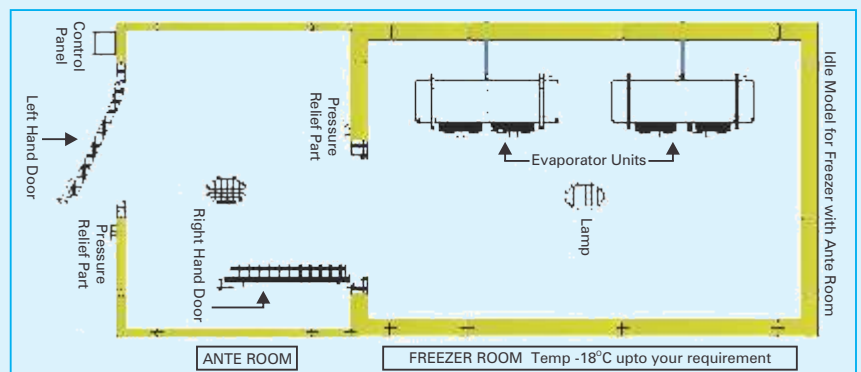 Control
Panel
Left Hand Door
Pressure
Relief Part
Right Hand Door
Pressure
Relief Part
Evaporator Units
Lamp
Idle Model for Freezer with Ante Room
ANTE ROOM
FREEZER ROOM Temp -18°C upto your requirement